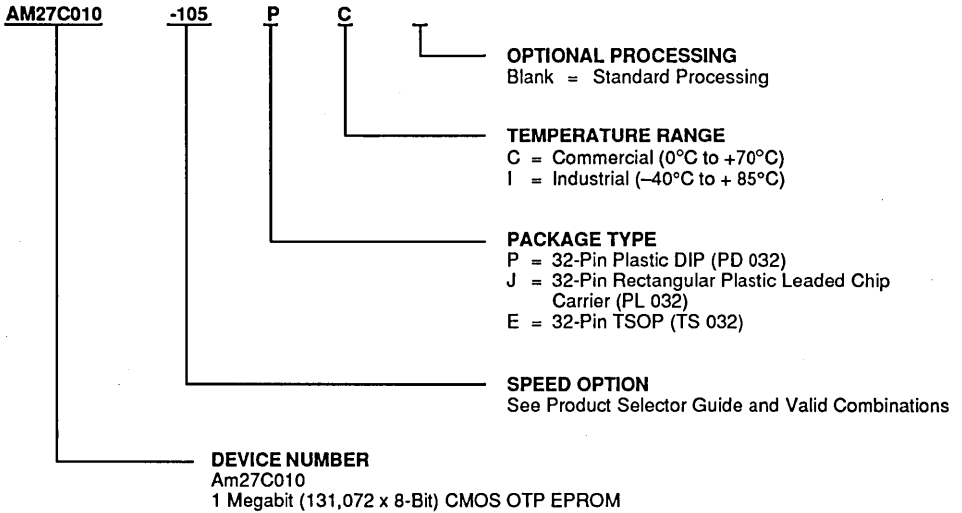 AM27C010 -105 P C
OPTIONAL PROCESSING
Blank = Standard Processing
TEMPERATURE RANGE
C = Commercial (0°C to +70°C)
I = Industrial (–40°C to + 85°C)
PACKAGE TYPE
P = 32-Pin Plastic DIP (PD 032)
J = 32-Pin Rectangular Plastic Leaded Chip
Carrier (PL 032)
E = 32-Pin TSOP (TS 032)
SPEED OPTION
See Product Selector Guide and Valid Combinations
DEVICE NUMBER
Am27C010
1 Megabit (131,072 x 8-Bit) CMOS OTP EPROM